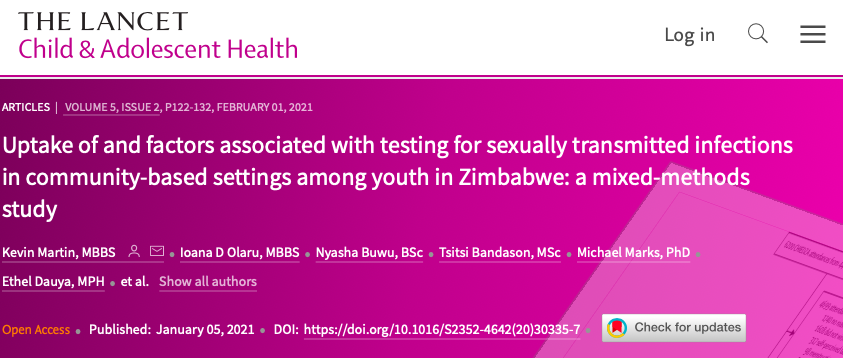 THE LANCET
Child & Adolescent Health
Log in
ARTICLES | VOLUME 5, ISSUE 2, P122-132, FEBRUARY 01, 2021
Uptake of and factors associated with testing for sexually transmitted infections
in community-based settings among youth in Zimbabwe: a mixed-methods
study
Kevin Martin, MBBS • Ioana D Olaru, MBBS • Nyasha Buwu, BSc • Tsitsi Bandason, MSc • Michael Marks, PhD •
Ethel Dauya, MPH • et al. Show all authors
Open Access • Published: January 05, 2021 • DOI: https://doi.org/10.1016/S2352-4642(20)30335-7 •
Check for updates